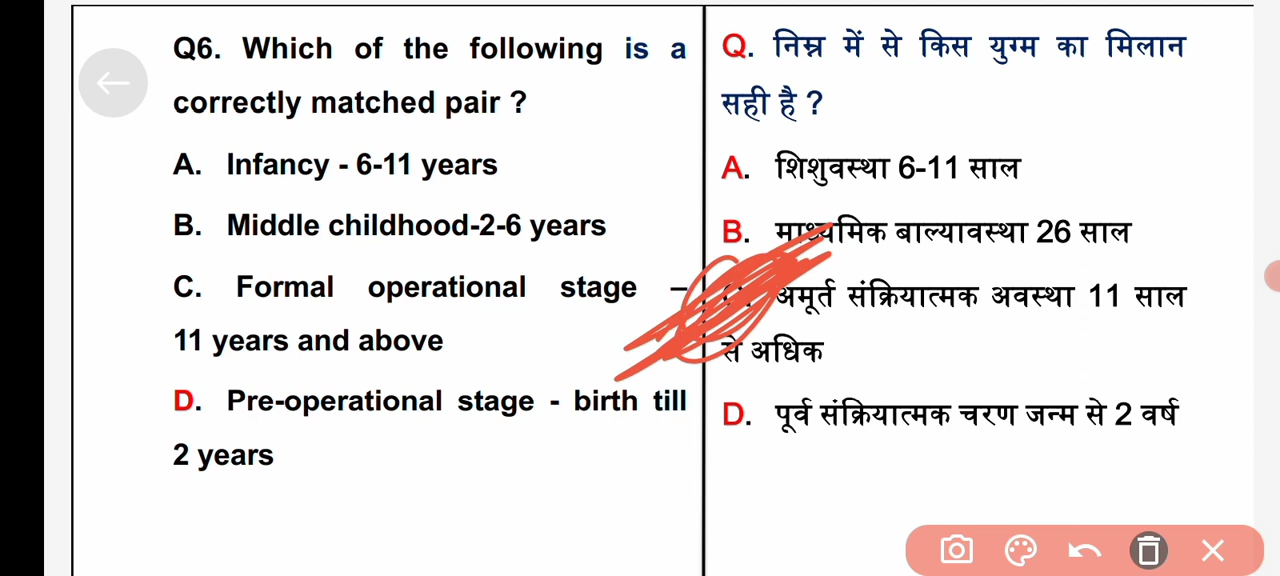 Q6. Which of the following is a
correctly matched pair ?
A. Infancy - 6-11 years
B. Middle childhood-2-6 years
C. Formal operational stage –
11 years and above
D. Pre-operational stage - birth till
2 years
Q. निम्न में से किस युग्म का मिलान
सही है ?
A. शिशुवस्था 6-11 साल
B. माध्यमिक बाल्यावस्था 26 साल
अमूर्त संक्रियात्मक अवस्था 11 साल
से अधिक
D. पूर्व संक्रियात्मक चरण जन्म से 2 वर्ष